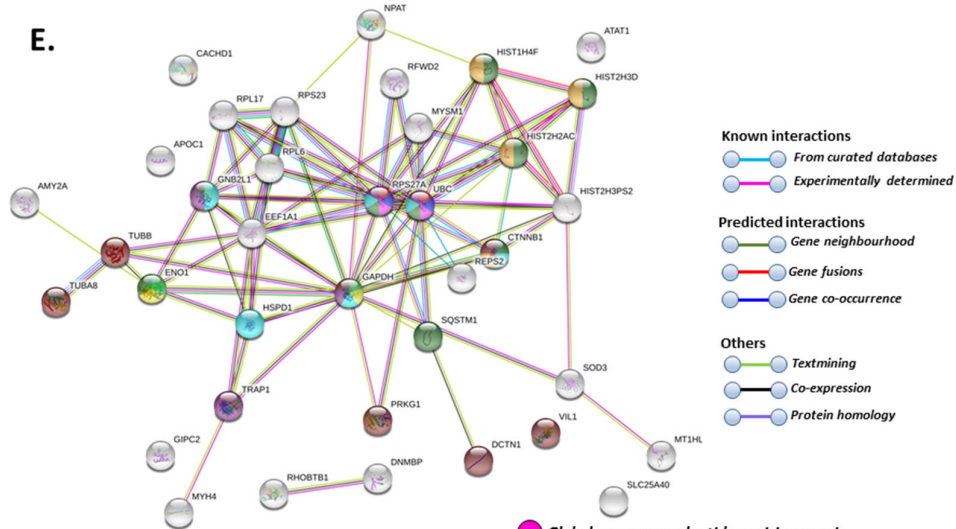 E.
NPAT
ATAT1
CACHD1
HIST1H4F
RFWD2
HIST2H3D
RPL17
RPS23
MYSM1
HIST2H2AC
APOC1
RPL6
AMY2A
GNB2L1
RPS27A
UBC
HIST2H3PS2
EEF1A1
TUBB
CTNNB1
REPS2
ENO1
GAPDH
TUBA8
HSPD1
SQSTM1
SOD3
TRAP1
PRKG1
VIL1
GIPC2
DCTN1
MT1HL
RHOBTB1
DNMBP
SLC25A40
MYH4
Known interactions
From curated databases
Experimentally determined
Predicted interactions
Gene neighbourhood
Gene fusions
Gene co-occurrence
Others
Textmining
Co-expression
Protein homology